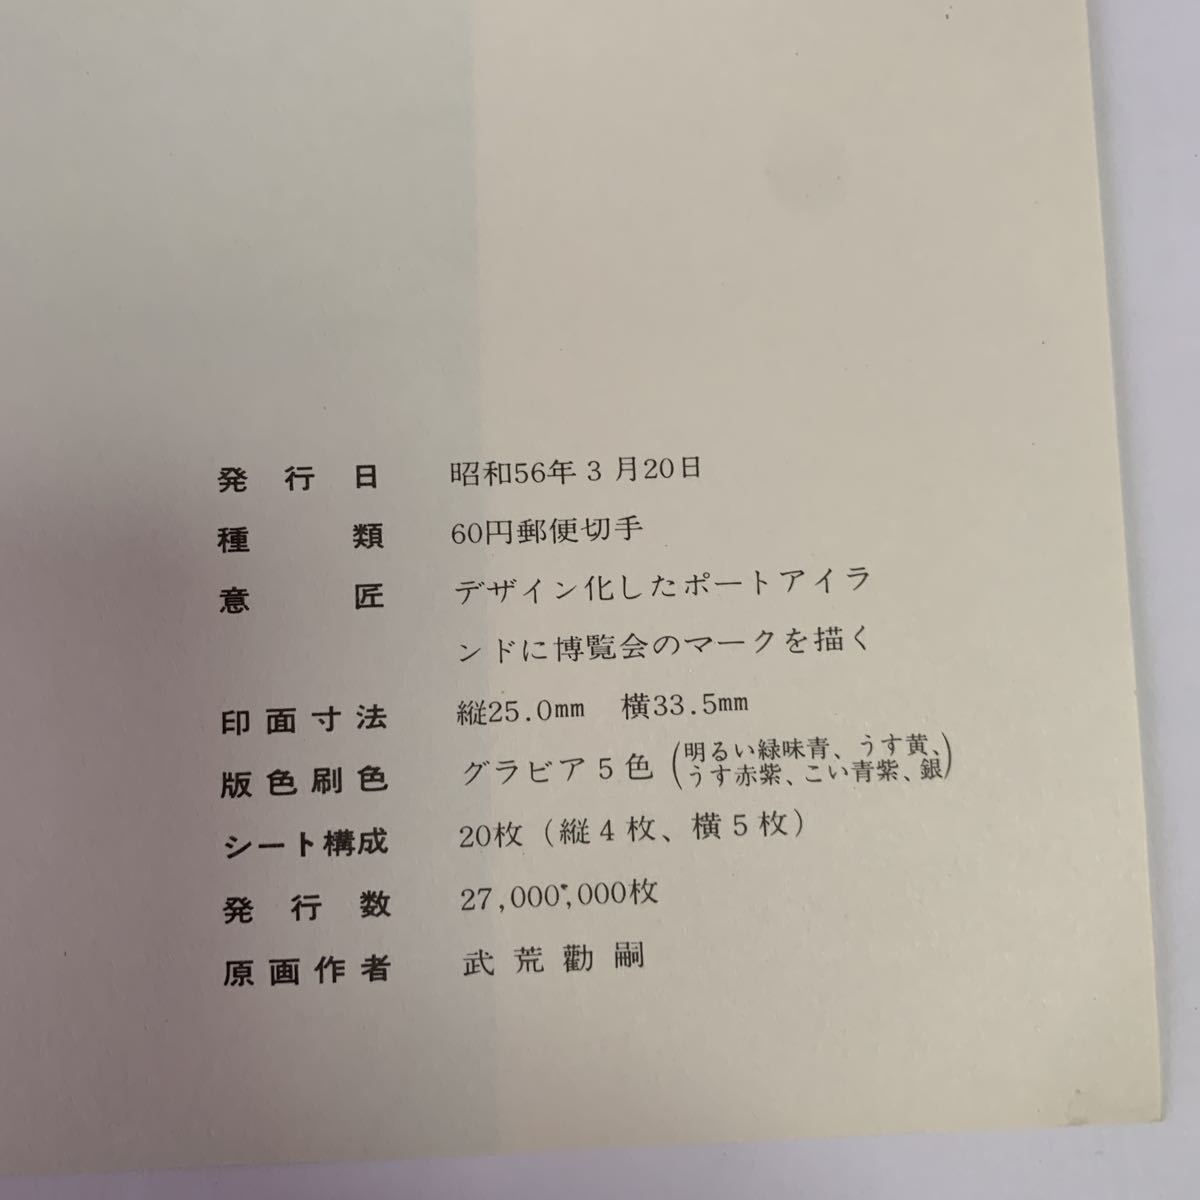 発行日 昭和56年3月20日
種類 60円郵便切手
意匠 デザイン化したポートアイラ
ンドに博覧会のマークを描く
印面寸法 縦25.0mm 横33.5mm
版色刷色 グラビア5色(明るい緑味青、うす黄、
うす赤紫、こい青紫、銀)
シート構成 20枚(縦4枚、横5枚)
発行数 27,000,000枚
原画作者 武荒勸嗣